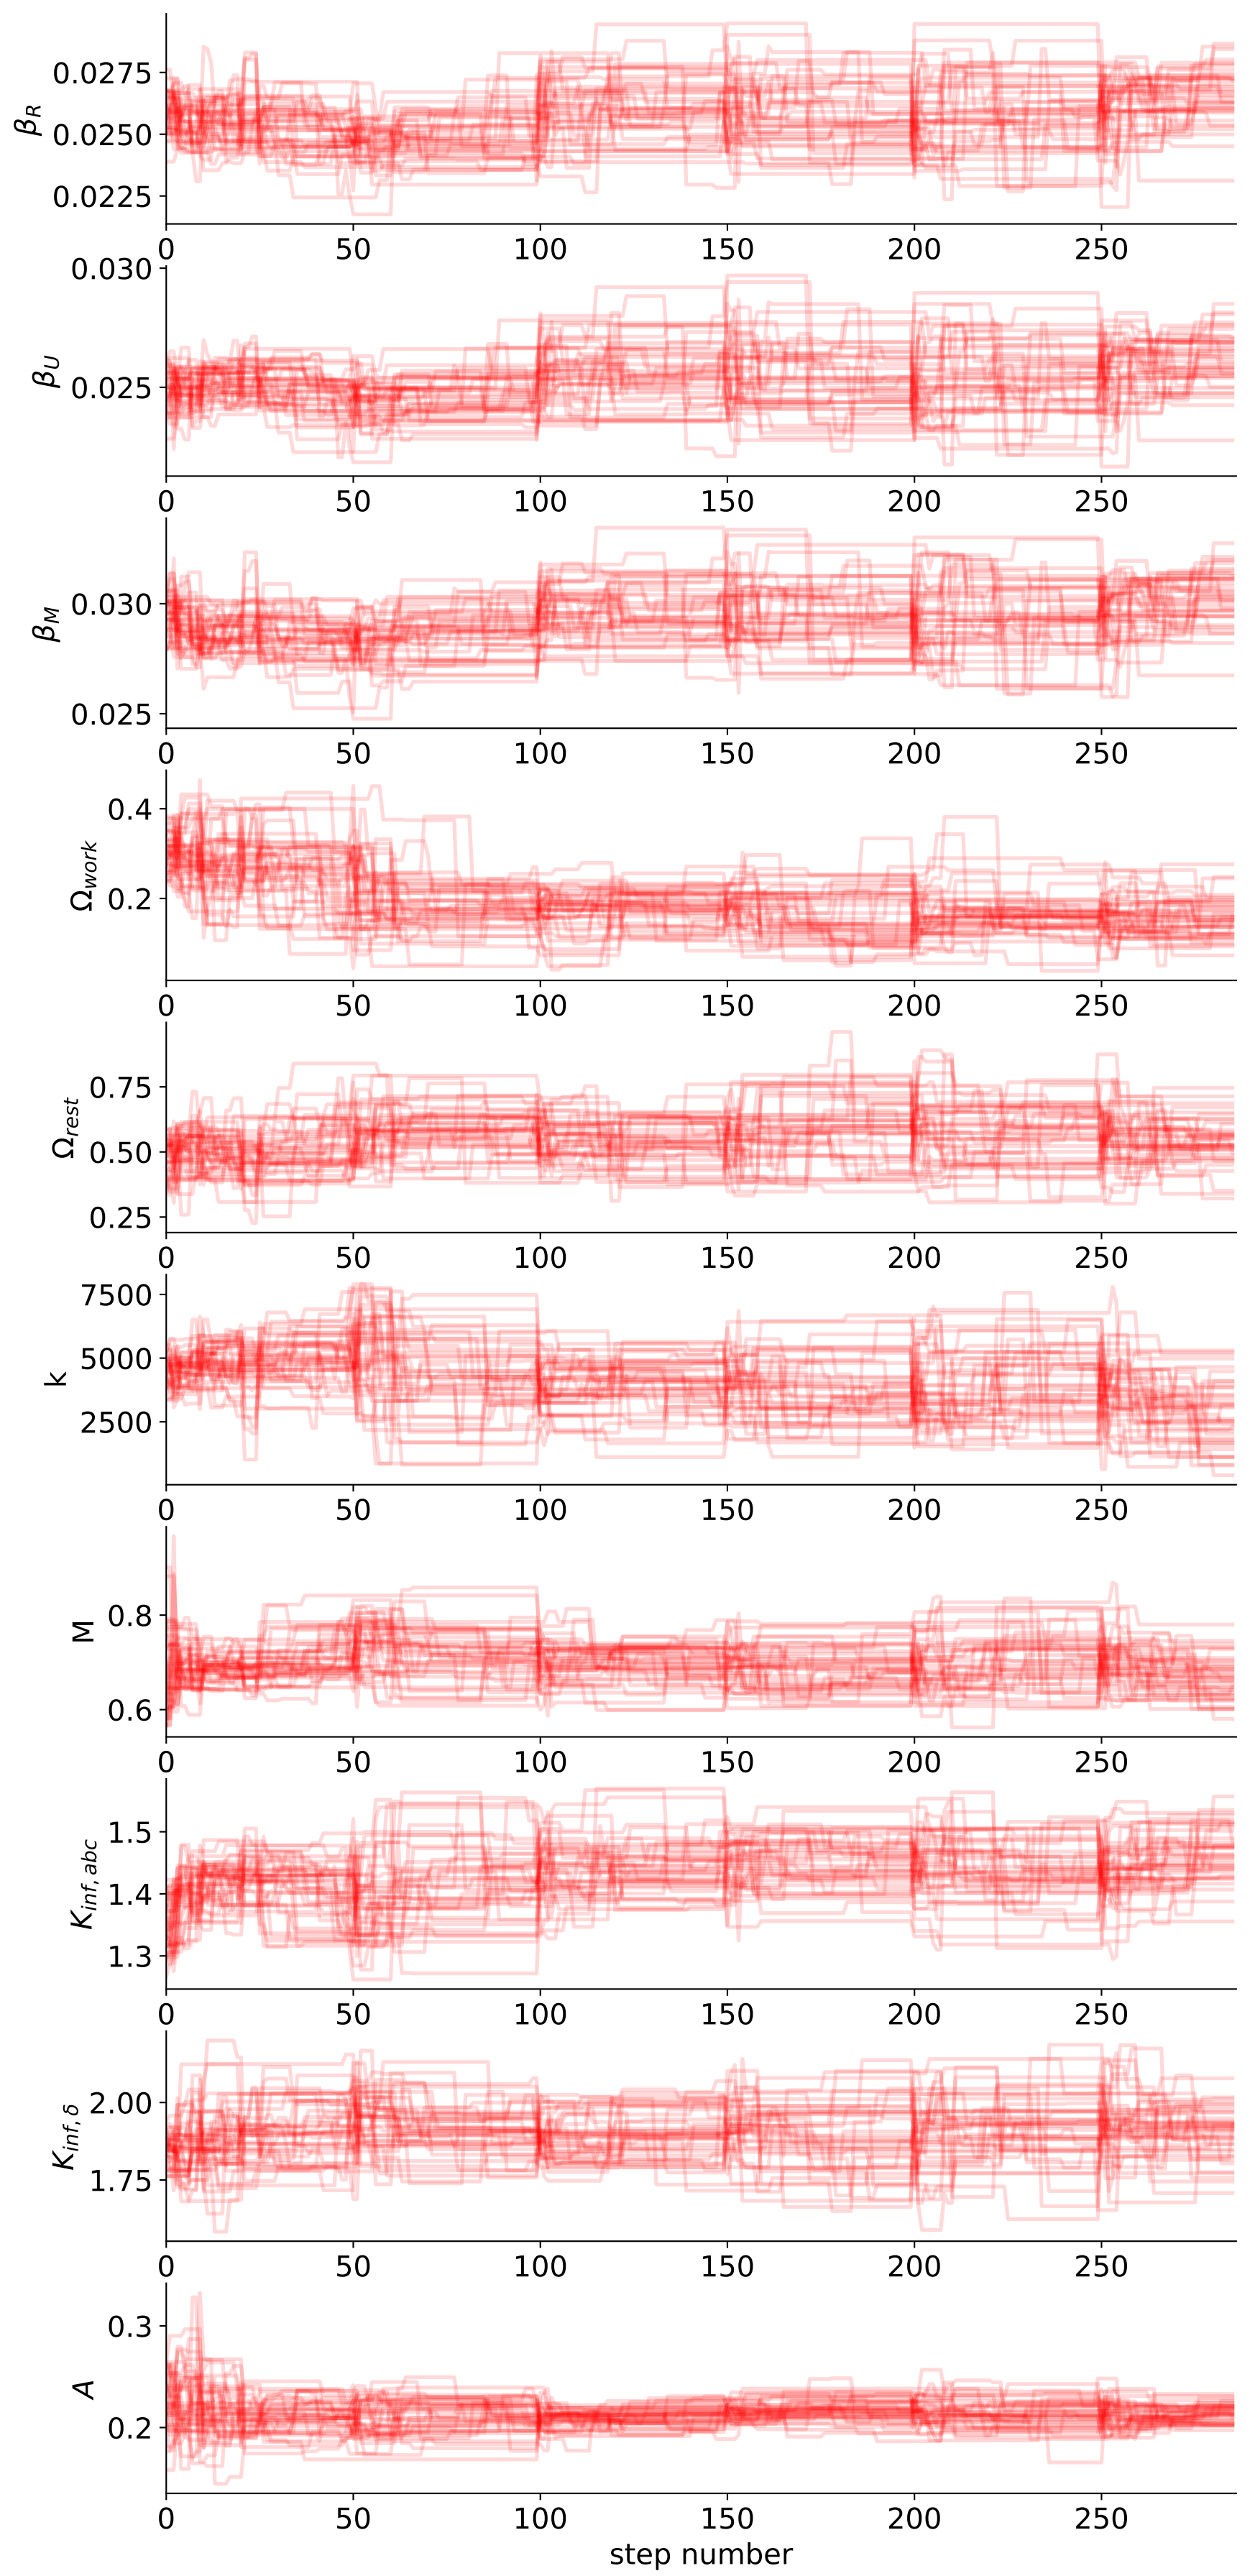 0.0275
0.0250
0.0225
β_R
0 50 100 150 200 250
0.030
0.025
β_U
0 50 100 150 200 250
0.030
0.025
β_M
0 50 100 150 200 250
0.4
0.2
Ω_work
0 50 100 150 200 250
0.75
0.50
0.25
Ω_rest
0 50 100 150 200 250
7500
5000
2500
k
0 50 100 150 200 250
0.8
0.6
M
0 50 100 150 200 250
1.5
1.4
1.3
K_inf, abc
0 50 100 150 200 250
2.00
1.75
K_inf, δ
0 50 100 150 200 250
0.3
0.2
A
0 50 100 150 200 250
step number